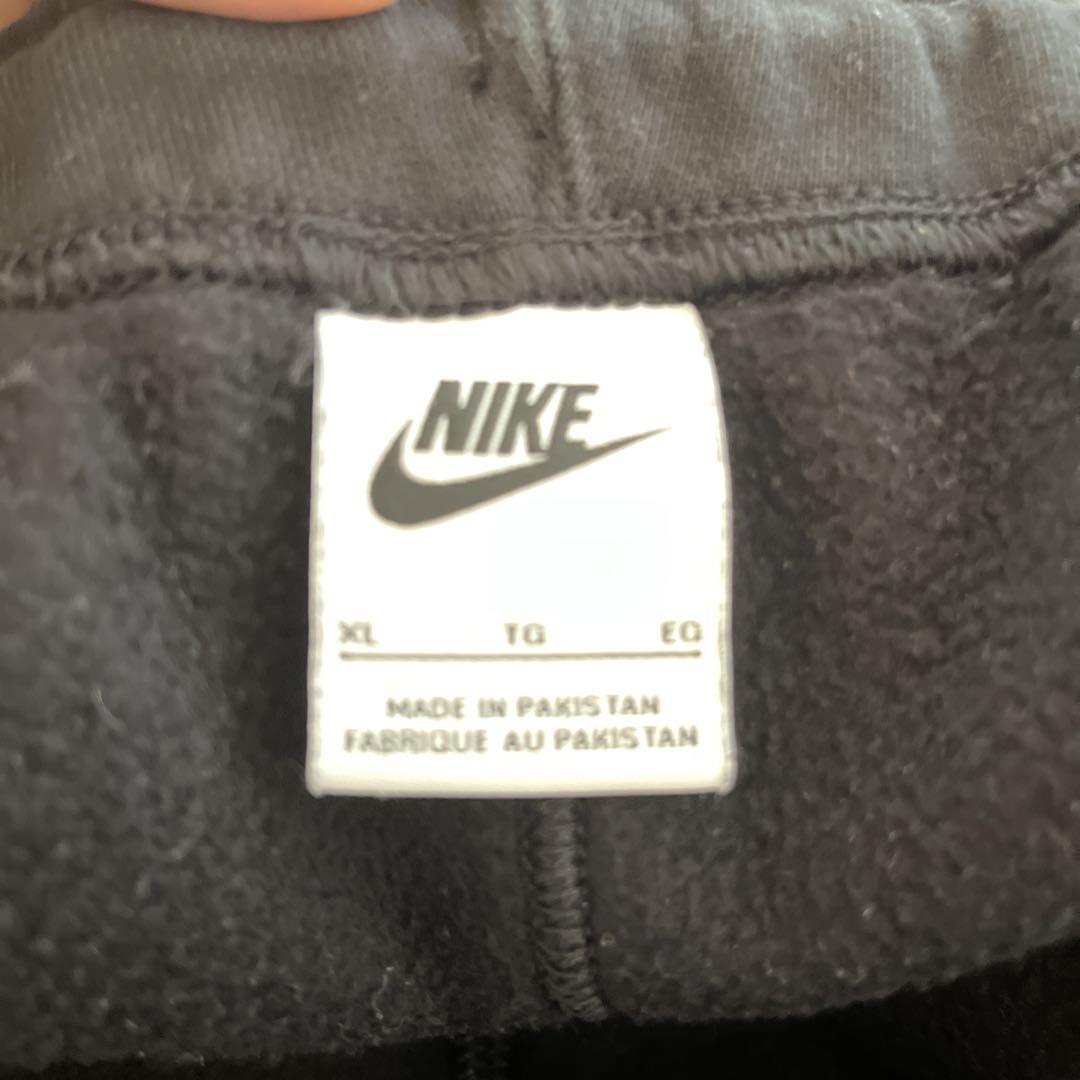 NIKE
XL TG EG
MADE IN PAKISTAN
FABRIQUE AU PAKISTAN